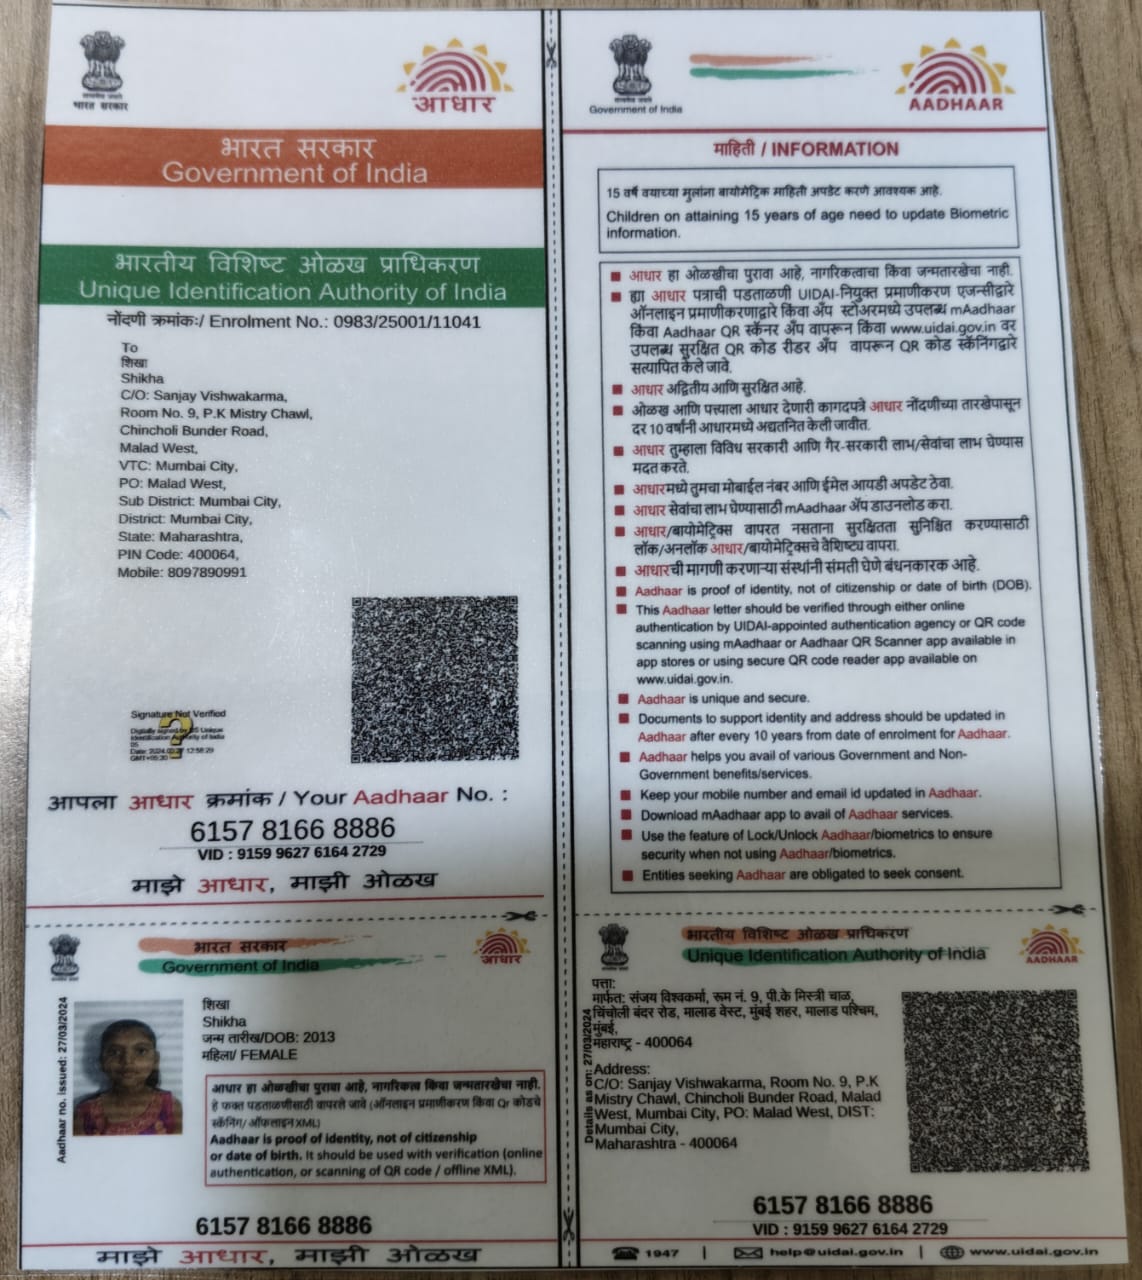 भारत सरकार
आधार
भारत सरकार
Government of India
भारतीय विशिष्ट ओळख प्राधिकरण
Unique Identification Authority of India
नोंदणी क्रमांक:/ Enrolment No.: 0983/25001/11041
To
शिखा
Shikha
C/O: Sanjay Vishwakarma,
Room No. 9, P.K Mistry Chawl,
Chincholi Bunder Road,
Malad West,
VTC: Mumbai City,
PO: Malad West,
Sub District: Mumbai City,
District: Mumbai City,
State: Maharashtra,
PIN Code: 400064,
Mobile: 8097890991
Signature Not Verified
Digitally signed by DS Unique
Identification Authority of India
05
GMT+05:30
आपला आधार क्रमांक / Your Aadhaar No. :
6157 8166 8886
VID : 9159 9627 6164 2729
माझे आधार, माझी ओळख
Government of India
AADHAAR
माहिती / INFORMATION
15 वर्षे वयाच्या मुलांना बायोमेट्रिक माहिती अपडेट करणे आवश्यक आहे.
Children on attaining 15 years of age need to update Biometric
information.
आधार हा ओळखीचा पुरावा आहे, नागरिकत्वाचा किंवा जन्मतारखेचा नाही.
ह्या आधार पत्राची पडताळणी UIDAI-नियुक्त प्रमाणीकरण एजन्सीद्वारे
ऑनलाइन प्रमाणीकरणाद्वारे किंवा अॅप स्टोअरमध्ये उपलब्ध mAadhaar
किंवा Aadhaar QR स्कॅनर अॅप वापरून किंवा www.uidai.gov.in वर
उपलब्ध सुरक्षित QR कोड रीडर अॅप वापरून QR कोड स्कॅनिंगद्वारे
सत्यापित केले जावे.
आधार अद्वितीय आणि सुरक्षित आहे.
ओळख आणि पत्त्याला आधार देणारी कागदपत्रे आधार नोंदणीच्या तारखेपासून
दर 10 वर्षांनी आधारमध्ये अद्यतनित केली जावीत.
आधार तुम्हाला विविध सरकारी आणि गैर-सरकारी लाभ/सेवांचा लाभ घेण्यास
मदत करते.
आधारमध्ये तुमचा मोबाईल नंबर आणि ईमेल आयडी अपडेट ठेवा.
आधार सेवांचा लाभ घेण्यासाठी mAadhaar अॅप डाउनलोड करा.
आधार/बायोमेट्रिक्स वापरत नसताना सुरक्षितता सुनिश्चित करण्यासाठी
लॉक/अनलॉक आधार/बायोमेट्रिक्सचे वैशिष्ट्य वापरा.
आधारची मागणी करणाऱ्या संस्थांनी संमती घेणे बंधनकारक आहे.
Aadhaar is proof of identity, not of citizenship or date of birth (DOB).
This Aadhaar letter should be verified through either online
authentication by UIDAI-appointed authentication agency or QR code
scanning using mAadhaar or Aadhaar QR Scanner app available in
app stores or using secure QR code reader app available on
www.uidai.gov.in.
Aadhaar is unique and secure.
Documents to support identity and address should be updated in
Aadhaar after every 10 years from date of enrolment for Aadhaar.
Aadhaar helps you avail of various Government and Non-
Government benefits/services.
Keep your mobile number and email id updated in Aadhaar.
Download mAadhaar app to avail of Aadhaar services.
Use the feature of Lock/Unlock Aadhaar/biometrics to ensure
security when not using Aadhaar/biometrics.
Entities seeking Aadhaar are obligated to seek consent.
भारत सरकार
Government of India
आधार
Aadhaar no. issued: 27/03/2024
शिखा
Shikha
जन्म तारीख/DOB: 2013
महिला/ FEMALE
आधार हा ओळखीचा पुरावा आहे, नागरिकत्व किंवा जन्मतारखेचा नाही.
हे फक्त पडताळणीसाठी वापरले जावे (ऑनलाइन प्रमाणीकरण किंवा Qr कोडचे
स्कॅनिंग/ ऑफलाइन XML)
Aadhaar is proof of identity, not of citizenship
or date of birth. It should be used with verification (online
authentication, or scanning of QR code / offline XML).
6157 8166 8886
माझे आधार, माझी ओळख
भारतीय विशिष्ट ओळख प्राधिकरण
Unique Identification Authority of India
AADHAAR
Details as on: 27/03/2024
पत्ता:
मार्फत: संजय विश्वकर्मा, रूम नं. 9, पी.के मिस्त्री चाळ,
चिंचोली बंदर रोड, मालाड वेस्ट, मुंबई शहर, मालाड पश्चिम,
मुंबई,
महाराष्ट्र - 400064
Address:
C/O: Sanjay Vishwakarma, Room No. 9, P.K
Mistry Chawl, Chincholi Bunder Road, Malad
West, Mumbai City, PO: Malad West, DIST:
Mumbai City,
Maharashtra - 400064
6157 8166 8886
VID : 9159 9627 6164 2729
1947 | help@uidai.gov.in | www.uidai.gov.in